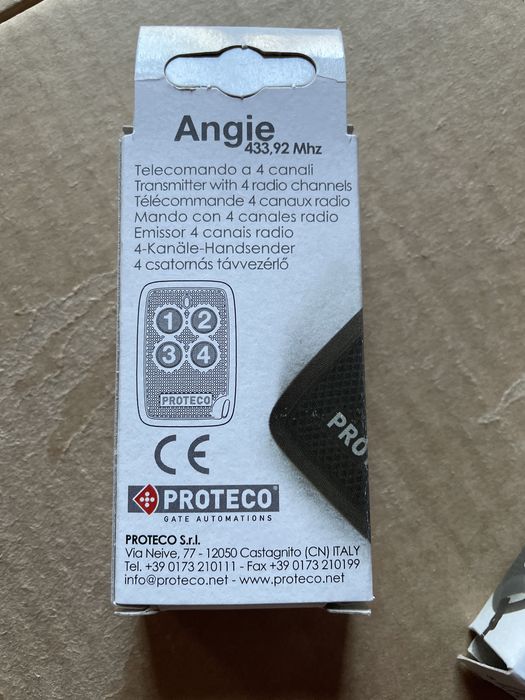 Angie
433,92 Mhz
Telecomando a 4 canali
Transmitter with 4 radio channels
Télécommande 4 canaux radio
Mando con 4 canales radio
Emissor 4 canais radio
4-Kanäle-Handsender
4 csatornás távvezérlő
1 2
3 4
PROTECO
PRO
CE
PROTECO®
GATE AUTOMATIONS
PROTECO S.r.l.
Via Neive, 77 - 12050 Castagnito (CN) ITALY
Tel. +39 0173 210111 - Fax +39 0173 210199
info@proteco.net - www.proteco.net